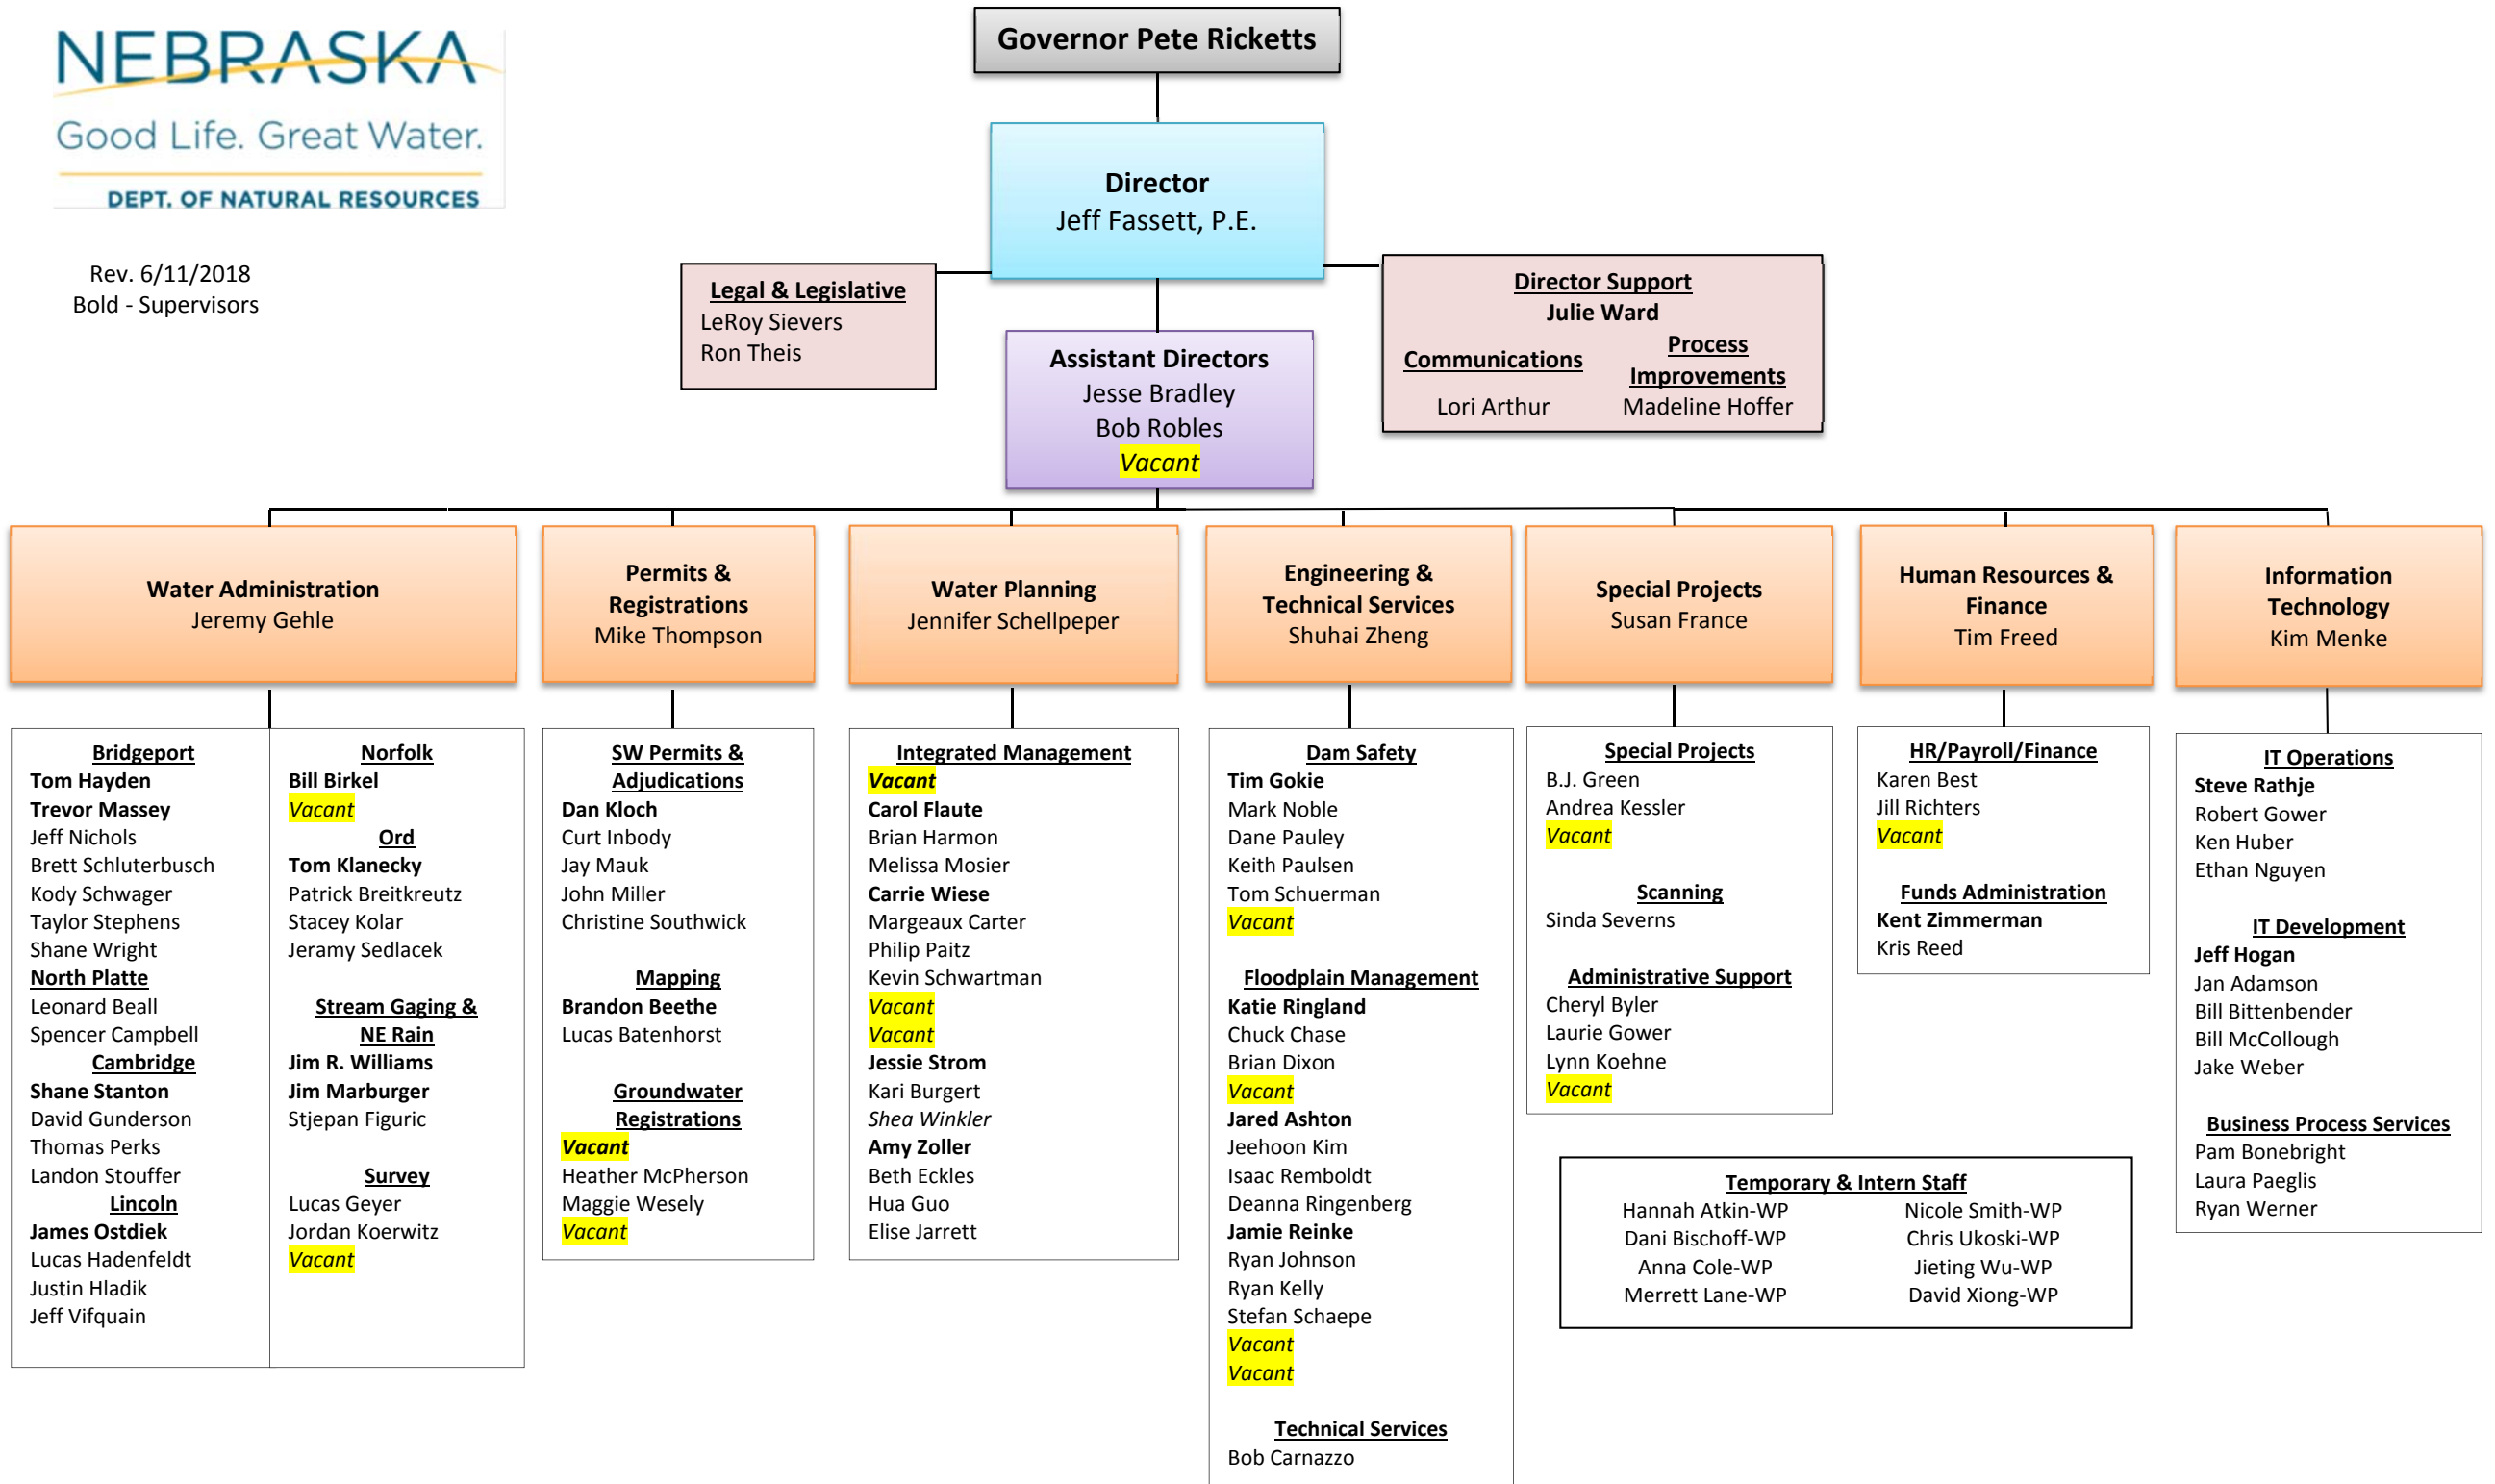 NEBRASKA
Good Life. Great Water.
DEPT. OF NATURAL RESOURCES
Rev. 6/11/2018
Bold - Supervisors
Governor Pete Ricketts
Director
Jeff Fassett, P.E.
Legal & Legislative
LeRoy Sievers
Ron Theis
Director Support
Julie Ward
Communications
Lori Arthur
Process
Improvements
Madeline Hoffer
Assistant Directors
Jesse Bradley
Bob Robles
Vacant
Water Administration
Jeremy Gehle
Permits &
Registrations
Mike Thompson
Water Planning
Jennifer Schellpeper
Engineering &
Technical Services
Shuhai Zheng
Special Projects
Susan France
Human Resources &
Finance
Tim Freed
Information
Technology
Kim Menke
Bridgeport
Tom Hayden
Trevor Massey
Jeff Nichols
Brett Schluterbusch
Kody Schwager
Taylor Stephens
Shane Wright
North Platte
Leonard Beall
Spencer Campbell
Cambridge
Shane Stanton
David Gunderson
Thomas Perks
Landon Stouffer
Lincoln
James Ostdiek
Lucas Hadenfeldt
Justin Hladik
Jeff Vifquain
Norfolk
Bill Birkel
Vacant
Ord
Tom Klanecky
Patrick Breitkreutz
Stacey Kolar
Jeramy Sedlacek
Stream Gaging &
NE Rain
Jim R. Williams
Jim Marburger
Stjepan Figuric
Survey
Lucas Geyer
Jordan Koerwitz
Vacant
SW Permits &
Adjudications
Dan Kloch
Curt Inbody
Jay Mauk
John Miller
Christine Southwick
Mapping
Brandon Beethe
Lucas Batenhorst
Groundwater
Registrations
Vacant
Heather McPherson
Maggie Wesely
Vacant
Integrated Management
Vacant
Carol Flaute
Brian Harmon
Melissa Mosier
Carrie Wiese
Margeaux Carter
Philip Paitz
Kevin Schwartman
Vacant
Vacant
Jessie Strom
Kari Burgert
Shea Winkler
Amy Zoller
Beth Eckles
Hua Guo
Elise Jarrett
Dam Safety
Tim Gokie
Mark Noble
Dane Pauley
Keith Paulsen
Tom Schuerman
Vacant
Floodplain Management
Katie Ringland
Chuck Chase
Brian Dixon
Vacant
Jared Ashton
Jeehoon Kim
Isaac Remboldt
Deanna Ringenberg
Jamie Reinke
Ryan Johnson
Ryan Kelly
Stefan Schaepe
Vacant
Vacant
Technical Services
Bob Carnazzo
Special Projects
B.J. Green
Andrea Kessler
Vacant
Scanning
Sinda Severns
Administrative Support
Cheryl Byler
Laurie Gower
Lynn Koehne
Vacant
HR/Payroll/Finance
Karen Best
Jill Richters
Vacant
Funds Administration
Kent Zimmerman
Kris Reed
IT Operations
Steve Rathje
Robert Gower
Ken Huber
Ethan Nguyen
IT Development
Jeff Hogan
Jan Adamson
Bill Bittenbender
Bill McCollough
Jake Weber
Business Process Services
Pam Bonebright
Laura Paeglis
Ryan Werner
Temporary & Intern Staff
Hannah Atkin-WP
Dani Bischoff-WP
Anna Cole-WP
Merrett Lane-WP
Nicole Smith-WP
Chris Ukoski-WP
Jieting Wu-WP
David Xiong-WP